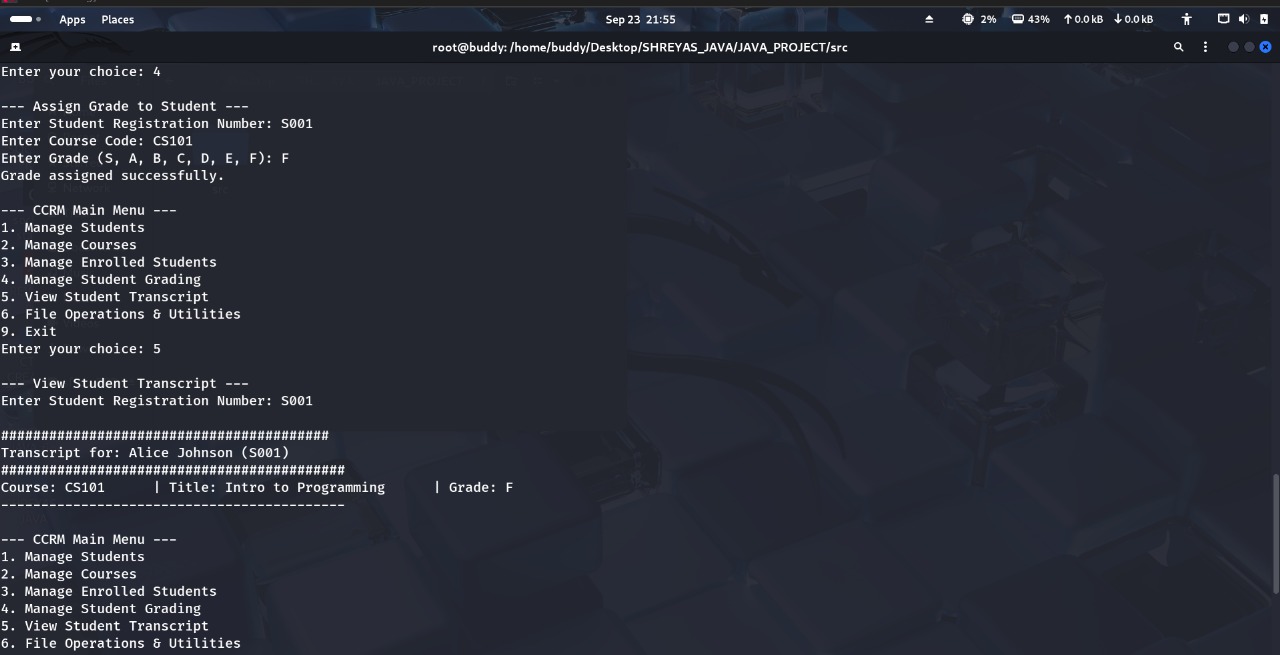 Apps Places Sep 23 21:55 2% 43% 0.0 kB 0.0 kB
root@buddy: /home/buddy/Desktop/SHREYAS_JAVA/JAVA_PROJECT/src
Enter your choice: 4
--- Assign Grade to Student ---
Enter Student Registration Number: S001
Enter Course Code: CS101
Enter Grade (S, A, B, C, D, E, F): F
Grade assigned successfully.
--- CCRM Main Menu ---
1. Manage Students
2. Manage Courses
3. Manage Enrolled Students
4. Manage Student Grading
5. View Student Transcript
6. File Operations & Utilities
9. Exit
Enter your choice: 5
--- View Student Transcript ---
Enter Student Registration Number: S001
#########################################
Transcript for: Alice Johnson (S001)
###########################################
Course: CS101      | Title: Intro to Programming      | Grade: F
-------------------------------------------
--- CCRM Main Menu ---
1. Manage Students
2. Manage Courses
3. Manage Enrolled Students
4. Manage Student Grading
5. View Student Transcript
6. File Operations & Utilities